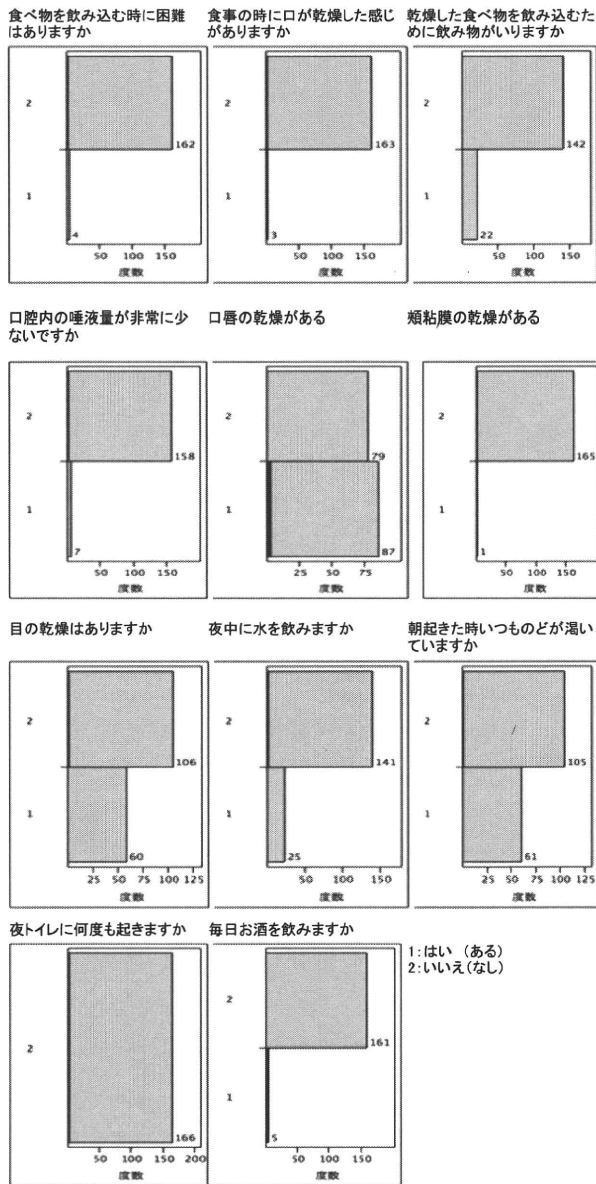 食べ物を飲み込む時に困難
はありますか
2
162
1
4
50 100 150
度数
食事の時に口が乾燥した感じ
がありますか
2
163
1
3
50 100 150
度数
乾燥した食べ物を飲み込むた
めに飲み物がいりますか
2
142
1
22
50 100 150
度数
口腔内の唾液量が非常に少
ないですか
2
158
1
7
50 100 150
度数
口唇の乾燥がある
2
79
1
87
25 50 75
度数
頬粘膜の乾燥がある
2
165
1
1
50 100 150
度数
目の乾燥はありますか
2
106
1
60
25 50 75 100 125
度数
夜中に水を飲みますか
2
141
1
25
50 100 150
度数
朝起きた時いつものどが渇い
ていますか
2
105
1
61
25 50 75 100 125
度数
夜トイレに何度も起きますか
2
166
50 100 150 200
度数
毎日お酒を飲みますか
2
161
1
5
50 100 150
度数
1:はい (ある)
2:いいえ(なし)